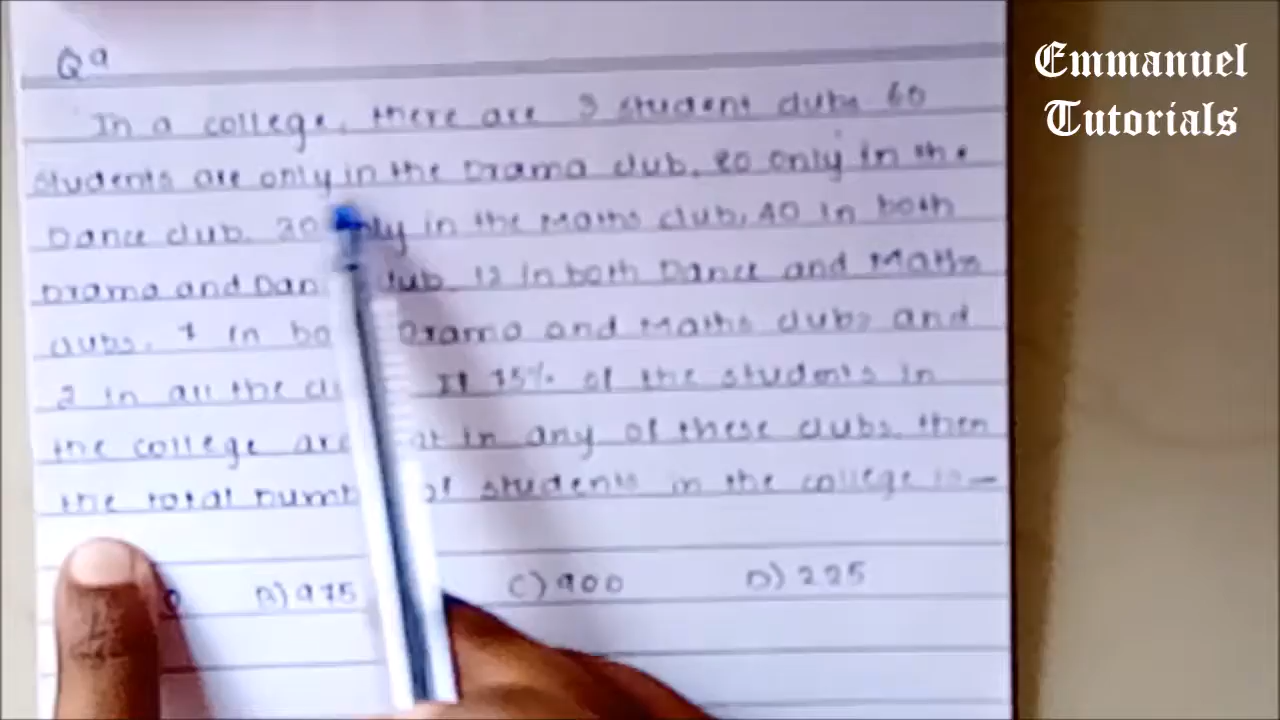 Q9
In a college, there are 3 student clubs 60
students are only in the Drama club, 20 only in the
Dance club. 30 only in the Maths club, 40 in both
Drama and Dan club. 12 in both Dance and Maths
clubs. 7 in bo Drama and Maths clubs and
2 in all the cl If 75% of the students in
the college are in any of these clubs, then
the total numb of students in the college is—
B) 975 C) 900 D) 225
Emmanuel
Tutorials